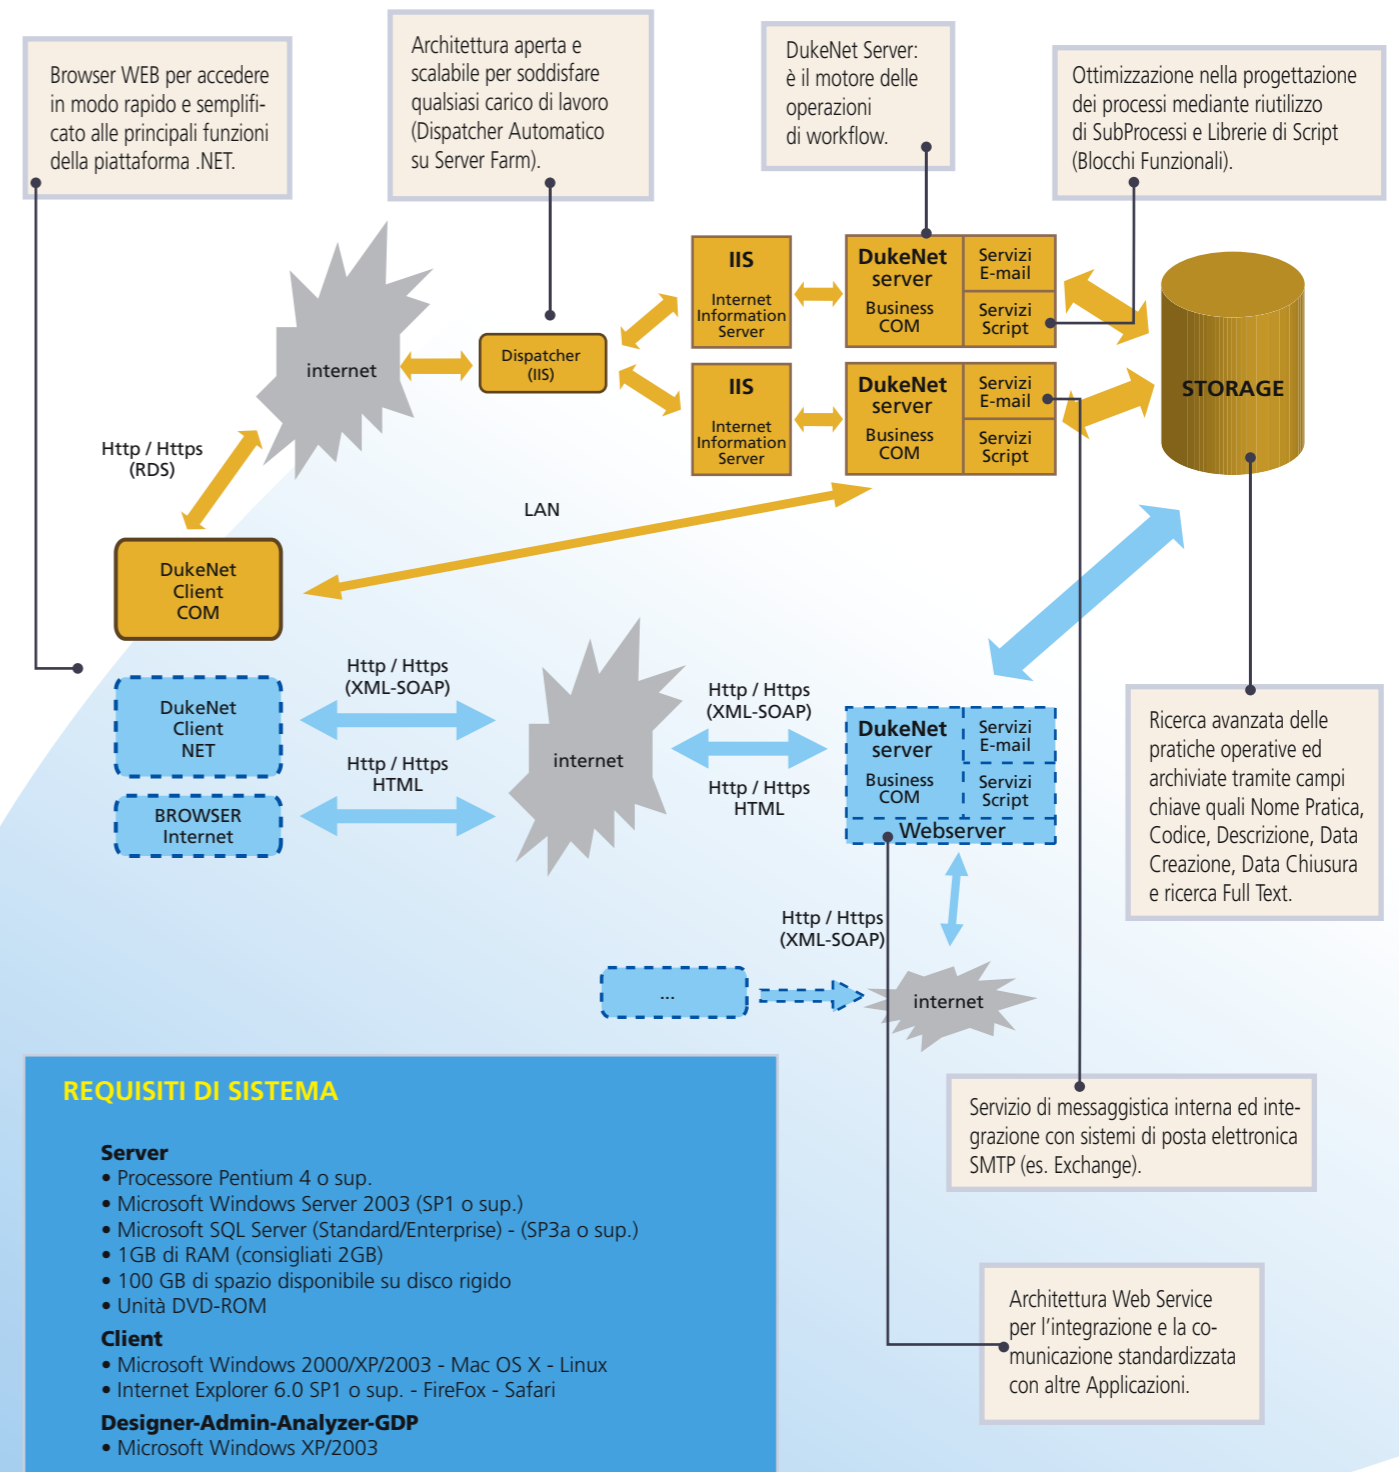 Browser WEB per accedere
in modo rapido e semplifi-
cato alle principali funzioni
della piattaforma .NET.
Architettura aperta e
scalabile per soddisfare
qualsiasi carico di lavoro
(Dispatcher Automatico
su Server Farm).
DukeNet Server:
è il motore delle
operazioni
di workflow.
Ottimizzazione nella progettazione
dei processi mediante riutilizzo
di SubProcessi e Librerie di Script
(Blocchi Funzionali).
internet
Dispatcher
(IIS)
IIS
Internet
Information
Server
DukeNet
server
Business
COM
Servizi
E-mail
Servizi
Script
IIS
Internet
Information
Server
DukeNet
server
Business
COM
Servizi
E-mail
Servizi
Script
STORAGE
Http / Https
(RDS)
LAN
DukeNet
Client
COM
DukeNet
Client
NET
BROWSER
Internet
Http / Https
(XML-SOAP)
Http / Https
HTML
internet
Http / Https
(XML-SOAP)
Http / Https
HTML
DukeNet
server
Business
COM
Servizi
E-mail
Servizi
Script
Webserver
Http / Https
(XML-SOAP)
...
internet
Ricerca avanzata delle
pratiche operative ed
archiviate tramite campi
chiave quali Nome Pratica,
Codice, Descrizione, Data
Creazione, Data Chiusura
e ricerca Full Text.
Servizio di messaggistica interna ed inte-
grazione con sistemi di posta elettronica
SMTP (es. Exchange).
Architettura Web Service
per l'integrazione e la co-
municazione standardizzata
con altre Applicazioni.
REQUISITI DI SISTEMA
Server
• Processore Pentium 4 o sup.
• Microsoft Windows Server 2003 (SP1 o sup.)
• Microsoft SQL Server (Standard/Enterprise) - (SP3a o sup.)
• 1GB di RAM (consigliati 2GB)
• 100 GB di spazio disponibile su disco rigido
• Unità DVD-ROM
Client
• Microsoft Windows 2000/XP/2003 - Mac OS X - Linux
• Internet Explorer 6.0 SP1 o sup. - FireFox - Safari
Designer-Admin-Analyzer-GDP
• Microsoft Windows XP/2003